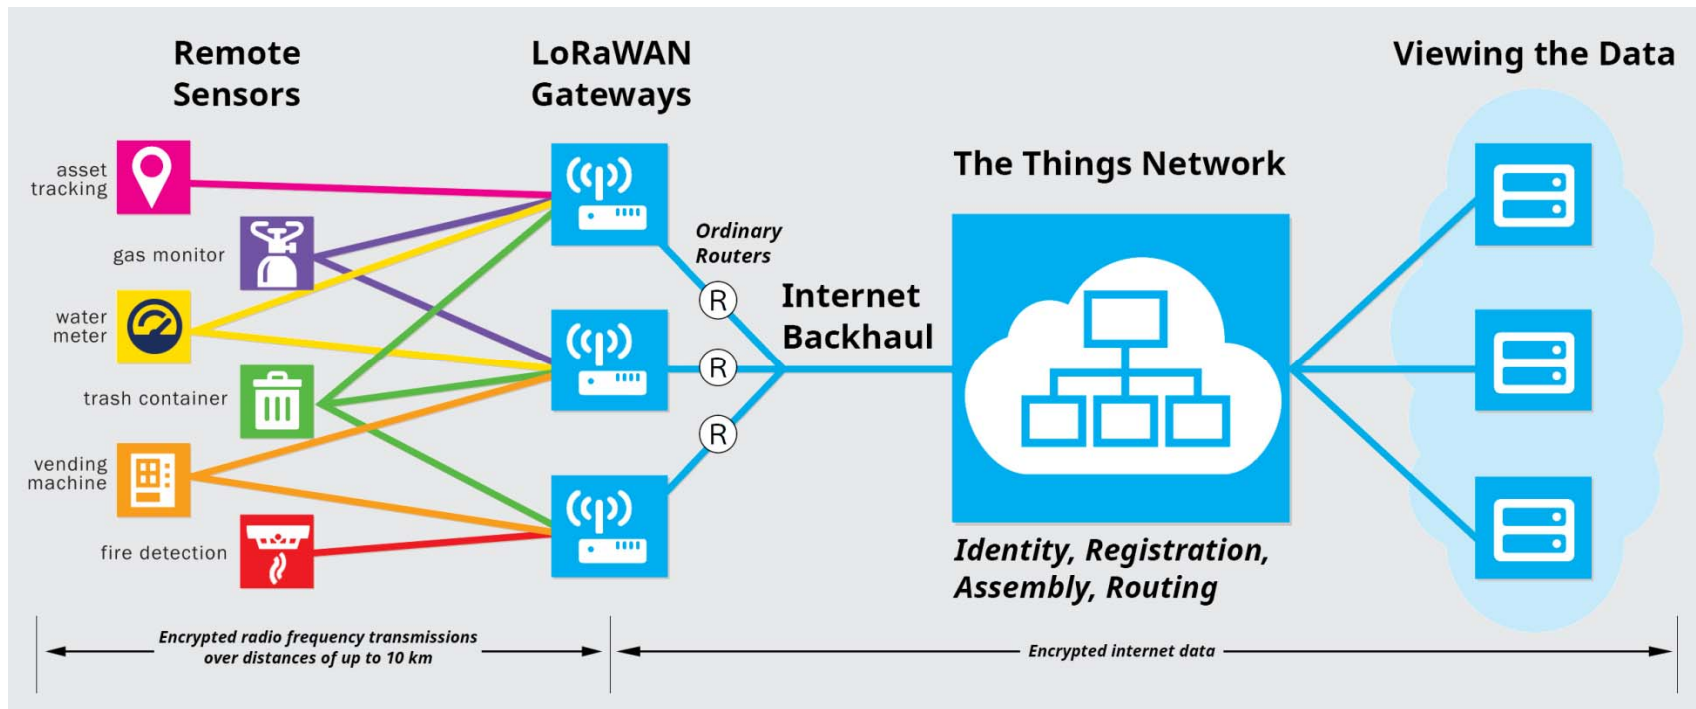 Remote
Sensors
LoRaWAN
Gateways
Viewing the Data
The Things Network
asset
tracking
gas monitor
water
meter
trash container
vending
machine
fire detection
Ordinary
Routers
R
R
R
Internet
Backhaul
Identity, Registration,
Assembly, Routing
Encrypted radio frequency transmissions
over distances of up to 10 km
Encrypted internet data